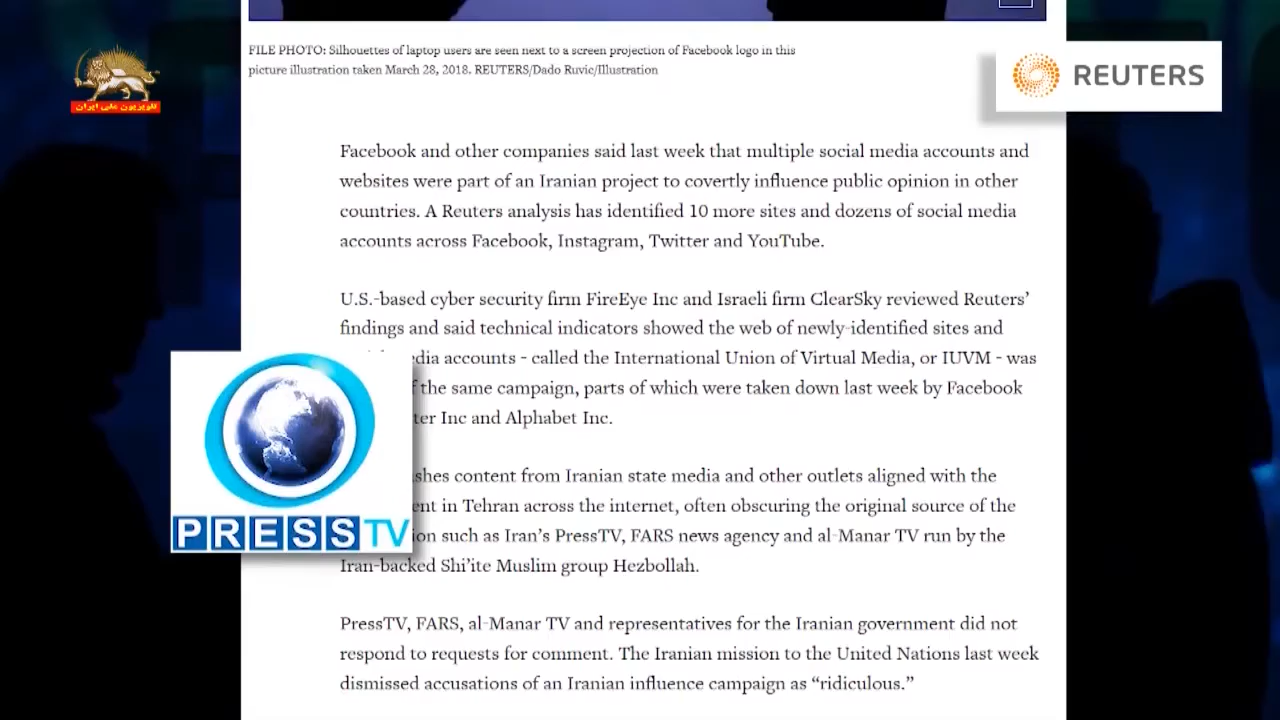 FILE PHOTO: Silhouettes of laptop users are seen next to a screen projection of Facebook logo in this
picture illustration taken March 28, 2018. REUTERS/Dado Ruvic/Illustration
تلویزیون ملی ایران
REUTERS
Facebook and other companies said last week that multiple social media accounts and
websites were part of an Iranian project to covertly influence public opinion in other
countries. A Reuters analysis has identified 10 more sites and dozens of social media
accounts across Facebook, Instagram, Twitter and YouTube.
U.S.-based cyber security firm FireEye Inc and Israeli firm ClearSky reviewed Reuters’
findings and said technical indicators showed the web of newly-identified sites and
edia accounts - called the International Union of Virtual Media, or IUVM - was
f the same campaign, parts of which were taken down last week by Facebook
ter Inc and Alphabet Inc.
shes content from Iranian state media and other outlets aligned with the
ent in Tehran across the internet, often obscuring the original source of the
ion such as Iran’s PressTV, FARS news agency and al-Manar TV run by the
Iran-backed Shi’ite Muslim group Hezbollah.
PRESS TV
PressTV, FARS, al-Manar TV and representatives for the Iranian government did not
respond to requests for comment. The Iranian mission to the United Nations last week
dismissed accusations of an Iranian influence campaign as “ridiculous.”